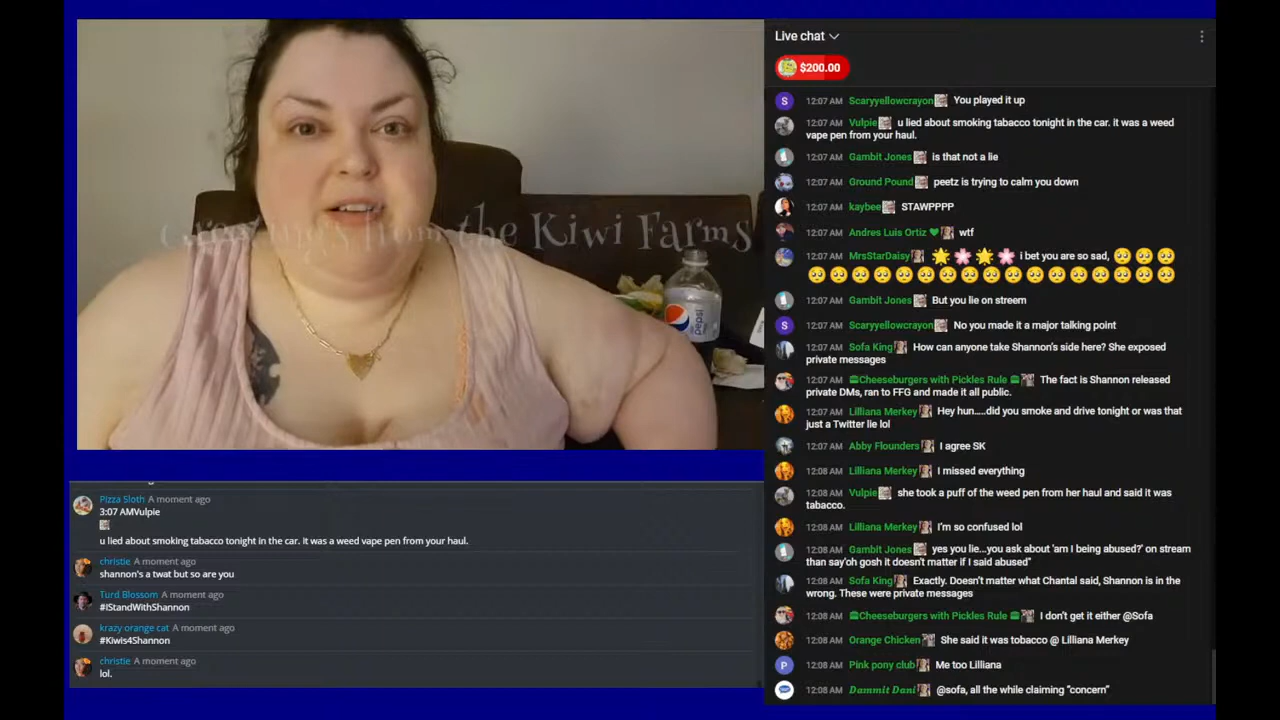 Greetings from the Kiwi Farms
pepsi
Pizza Sloth A moment ago
3:07 AMVulpie
u lied about smoking tabacco tonight in the car. it was a weed vape pen from your haul.
christie A moment ago
shannon's a twat but so are you
Turd Blossom A moment ago
#IStandWithShannon
krazy orange cat A moment ago
#Kiwis4Shannon
christie A moment ago
lol.
Live chat
$200.00
S 12:07 AM Scaryyellowcrayon You played it up
12:07 AM Vulpie u lied about smoking tabacco tonight in the car. it was a weed
vape pen from your haul.
12:07 AM Gambit Jones is that not a lie
12:07 AM Ground Pound peetz is trying to calm you down
12:07 AM kaybee STAWPPPP
12:07 AM Andres Luis Ortiz wtf
12:07 AM MrsStarDaisy 🌟🌸🌟🌸 i bet you are so sad, 🥺🥺🥺
🥺🥺🥺🥺🥺🥺🥺🥺🥺🥺🥺🥺🥺🥺🥺🥺🥺
12:07 AM Gambit Jones But you lie on streem
S 12:07 AM Scaryyellowcrayon No you made it a major talking point
12:07 AM Sofa King How can anyone take Shannon's side here? She exposed
private messages
12:07 AM Cheeseburgers with Pickles Rule The fact is Shannon released
private DMs, ran to FFG and made it all public.
12:07 AM Lilliana Merkey Hey hun.....did you smoke and drive tonight or was that
just a Twitter lie lol
12:07 AM Abby Flounders I agree SK
12:08 AM Lilliana Merkey I missed everything
12:08 AM Vulpie she took a puff of the weed pen from her haul and said it was
tabacco.
12:08 AM Lilliana Merkey I'm so confused lol
12:08 AM Gambit Jones yes you lie...you ask about 'am I being abused?' on stream
than say'oh gosh it doesn't matter if I said abused"
12:08 AM Sofa King Exactly. Doesn't matter what Chantal said, Shannon is in the
wrong. These were private messages
12:08 AM Cheeseburgers with Pickles Rule I don't get it either @Sofa
12:08 AM Orange Chicken She said it was tobacco @ Lilliana Merkey
P 12:08 AM Pink pony club Me too Lilliana
12:08 AM Dammit Dani @sofa, all the while claiming "concern"